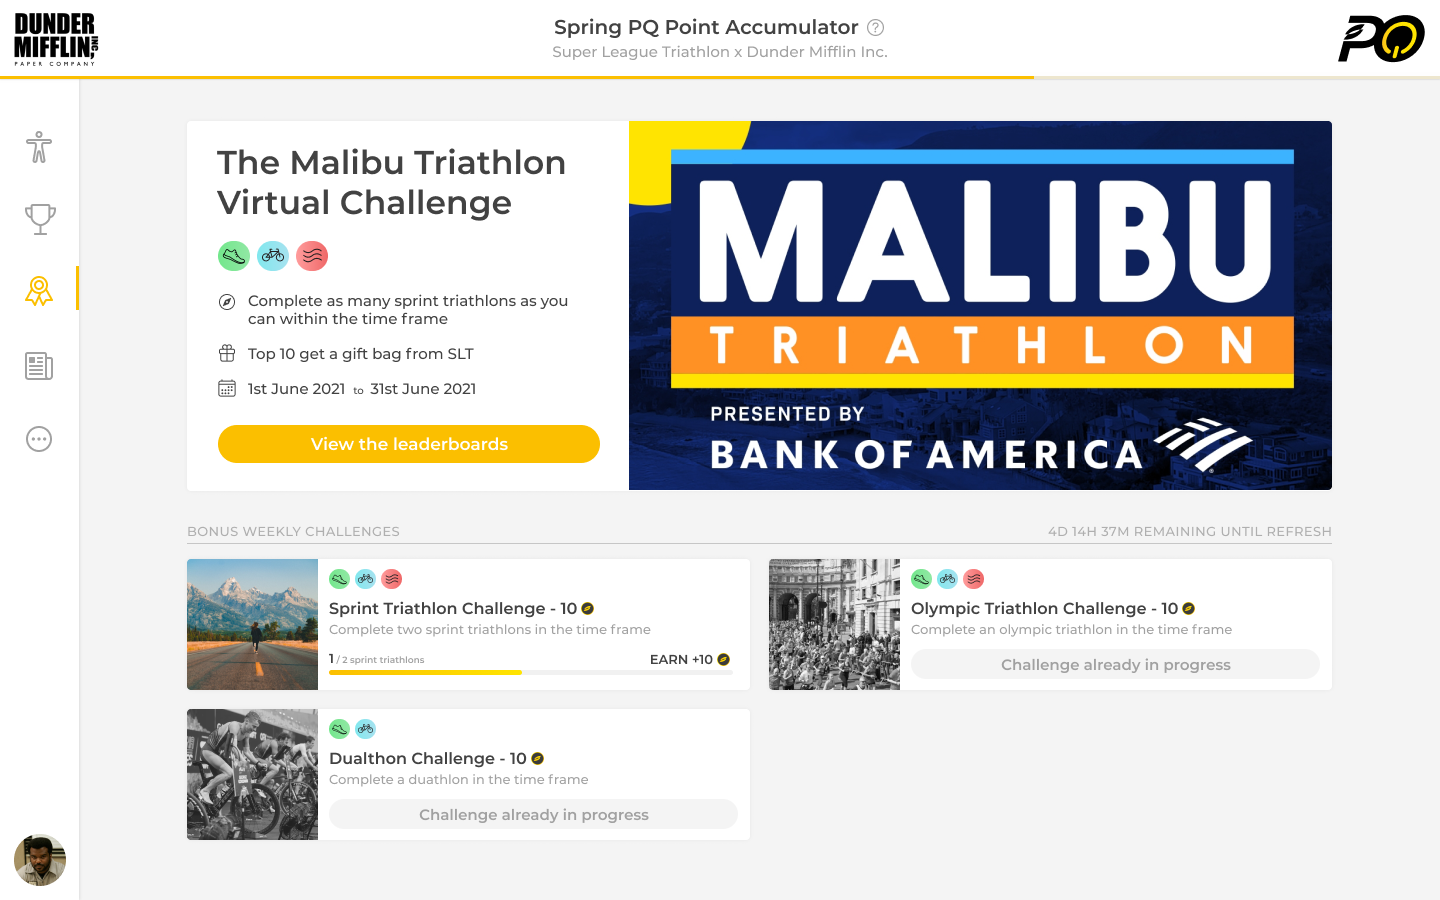 DUNDER
MIFFLIN, INC
PAPER COMPANY
Spring PQ Point Accumulator ?
Super League Triathlon x Dunder Mifflin Inc.
PQ
The Malibu Triathlon
Virtual Challenge
Complete as many sprint triathlons as you
can within the time frame
Top 10 get a gift bag from SLT
1st June 2021 to 31st June 2021
View the leaderboards
MALIBU
TRIATHLON
PRESENTED BY
BANK OF AMERICA
BONUS WEEKLY CHALLENGES
4D 14H 37M REMAINING UNTIL REFRESH
Sprint Triathlon Challenge - 10
Complete two sprint triathlons in the time frame
1 / 2 sprint triathlons
EARN +10
Olympic Triathlon Challenge - 10
Complete an olympic triathlon in the time frame
Challenge already in progress
Dualthon Challenge - 10
Complete a duathlon in the time frame
Challenge already in progress